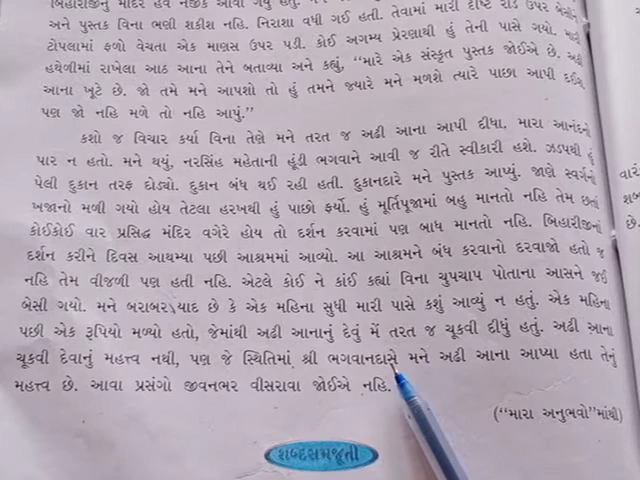 બિહારીજીનું મંદિર હવે નજીક આવી ગયું હતું.
અને પુસ્તક વિના ભણી શકીશ નહિ. નિરાશા વધી ગઈ હતી. તેવામાં મારી દૃષ્ટિ રોડ ઉપર બેસીને
ટોપલામાં ફળો વેચતા એક માણસ ઉપર પડી. કોઈ અગમ્ય પ્રેરણાથી હું તેની પાસે ગયો. મારી
હથેળીમાં રાખેલા આઠ આના તેને બતાવ્યા અને કહ્યું, “મારે એક સંસ્કૃત પુસ્તક જોઈએ છે. અઢી
આના ખૂટે છે. જો તમે મને આપશો તો હું તમને જ્યારે મને મળશે ત્યારે પાછા આપી દઈશ,
પણ જો નહિ મળે તો નહિ આપું.”
કશો જ વિચાર કર્યા વિના તેણે મને તરત જ અઢી આના આપી દીધા. મારા આનંદનો
પાર ન હતો. મને થયું, નરસિંહ મહેતાની હૂંડી ભગવાને આવી જ રીતે સ્વીકારી હશે. ઝડપથી હું
પેલી દુકાન તરફ દોડ્યો. દુકાન બંધ થઈ રહી હતી. દુકાનદારે મને પુસ્તક આપ્યું. જાણે સ્વર્ગનો
ખજાનો મળી ગયો હોય તેટલા હરખથી હું પાછો ફર્યો. હું મૂર્તિપૂજામાં બહુ માનતો નહિ તેમ છતાં
કોઈકોઈ વાર પ્રસિદ્ધ મંદિર વગેરે હોય તો દર્શન કરવામાં પણ બાધ માનતો નહિ. બિહારીજીનાં
દર્શન કરીને દિવસ આથમ્યા પછી આશ્રમમાં આવ્યો. આ આશ્રમને બંધ કરવાનો દરવાજો હતો જ
નહિ તેમ વીજળી પણ હતી નહિ. એટલે કોઈ ને કાંઈ કહ્યાં વિના ચુપચાપ પોતાના આસને જઈ
બેસી ગયો. મને બરાબર યાદ છે કે એક મહિના સુધી મારી પાસે કશું આવ્યું ન હતું. એક મહિના
પછી એક રૂપિયો મળ્યો હતો, જેમાંથી અઢી આનાનું દેવું મેં તરત જ ચૂકવી દીધું હતું. અઢી આના
ચૂકવી દેવાનું મહત્ત્વ નથી, પણ જે સ્થિતિમાં શ્રી ભગવાનદાસે મને અઢી આના આપ્યા હતા તેનું
મહત્ત્વ છે. આવા પ્રસંગો જીવનભર વીસરાવા જોઈએ નહિ.
(“મારા અનુભવો”માંથી)
શબ્દસમજૂતી
વાર
શબ્દ
છે.